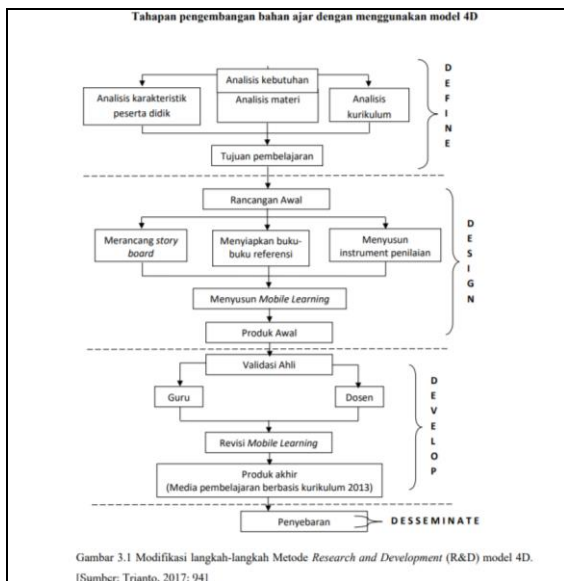 Tahapan pengembangan bahan ajar dengan menggunakan model 4D
Analisis kebutuhan
Analisis karakteristik
peserta didik
Analisis materi
Analisis
kurikulum
Tujuan pembelajaran
DEFINE
Rancangan Awal
Merancang story
board
Menyiapkan buku-
buku referensi
Menyusun
instrument penilaian
Menyusun Mobile Learning
Produk Awal
DESIGN
Validasi Ahli
Guru
Dosen
Revisi Mobile Learning
Produk akhir
(Media pembelajaran berbasis kurikulum 2013)
DEVELOP
Penyebaran
DESSEMINATE
Gambar 3.1 Modifikasi langkah-langkah Metode Research and Development (R&D) model 4D.
[Sumber: Trianto, 2017: 94]